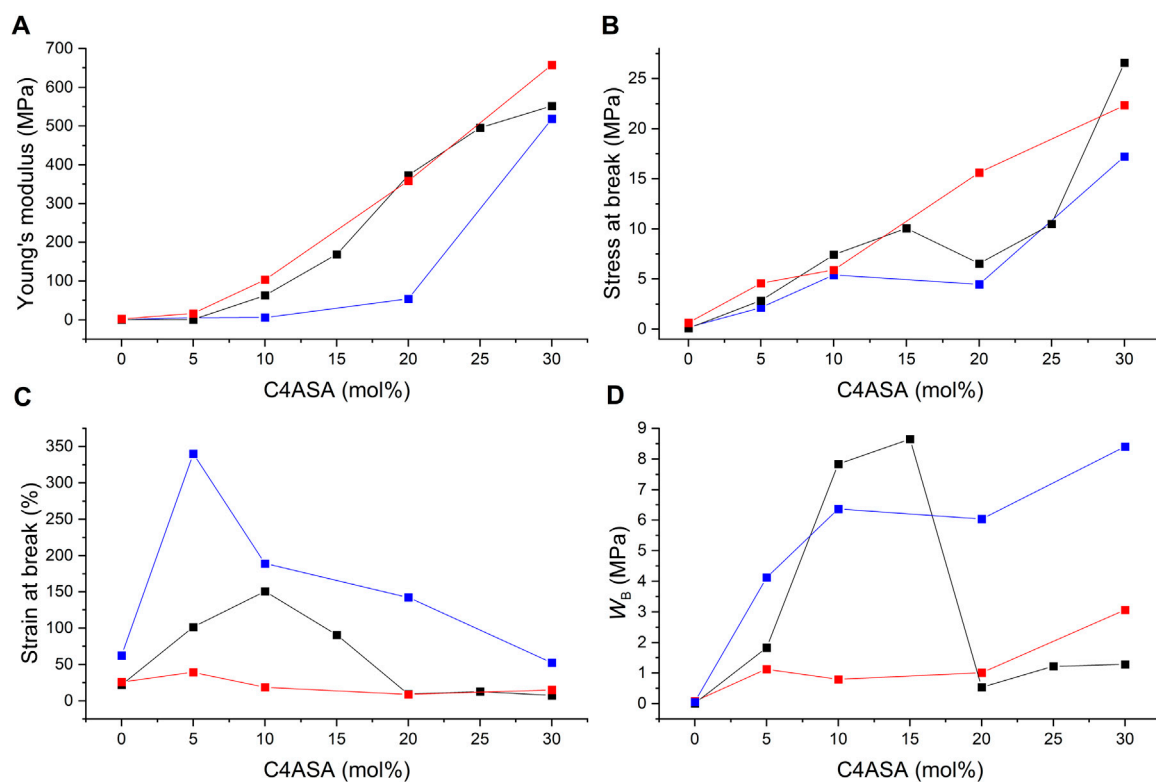 A
700
600
500
400
300
200
100
0
Young's modulus (MPa)
0 5 10 15 20 25 30
C4ASA (mol%)
B
25
20
15
10
5
0
Stress at break (MPa)
0 5 10 15 20 25 30
C4ASA (mol%)
C
350
300
250
200
150
100
50
0
Strain at break (%)
0 5 10 15 20 25 30
C4ASA (mol%)
D
9
8
7
6
5
4
3
2
1
0
WB (MPa)
0 5 10 15 20 25 30
C4ASA (mol%)